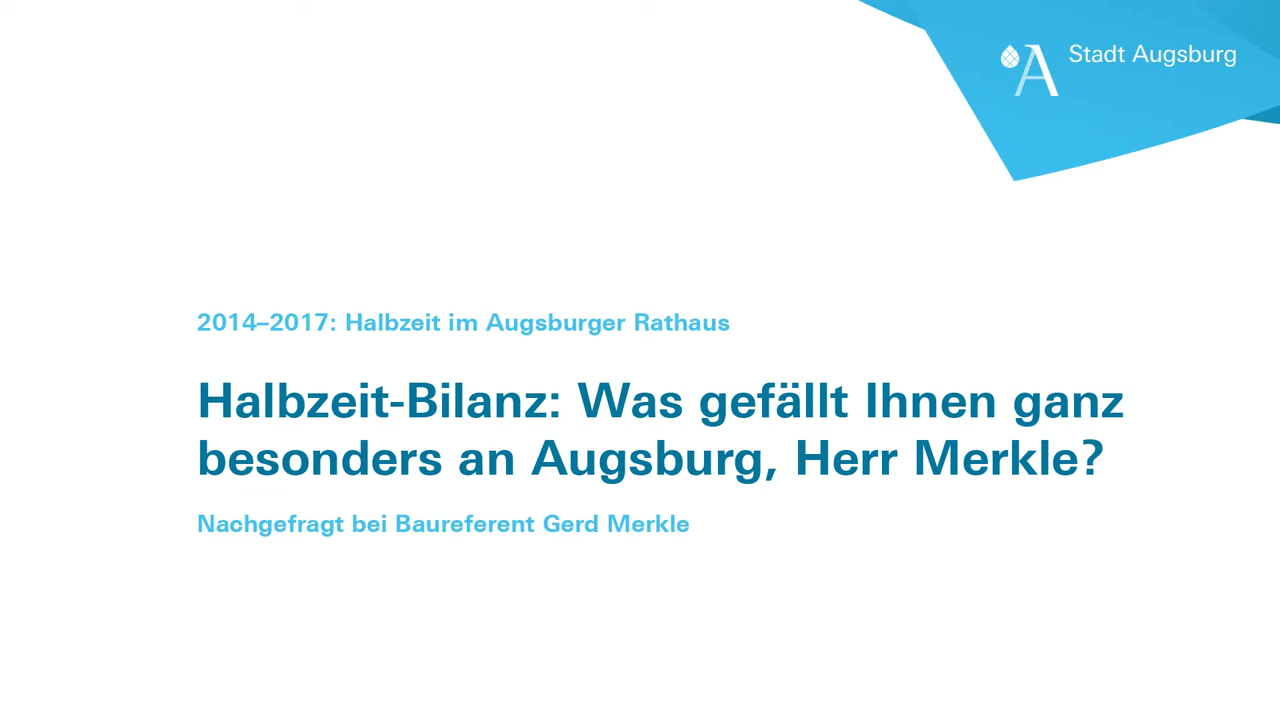 Stadt Augsburg
2014–2017: Halbzeit im Augsburger Rathaus
Halbzeit-Bilanz: Was gefällt Ihnen ganz
besonders an Augsburg, Herr Merkle?
Nachgefragt bei Baureferent Gerd Merkle